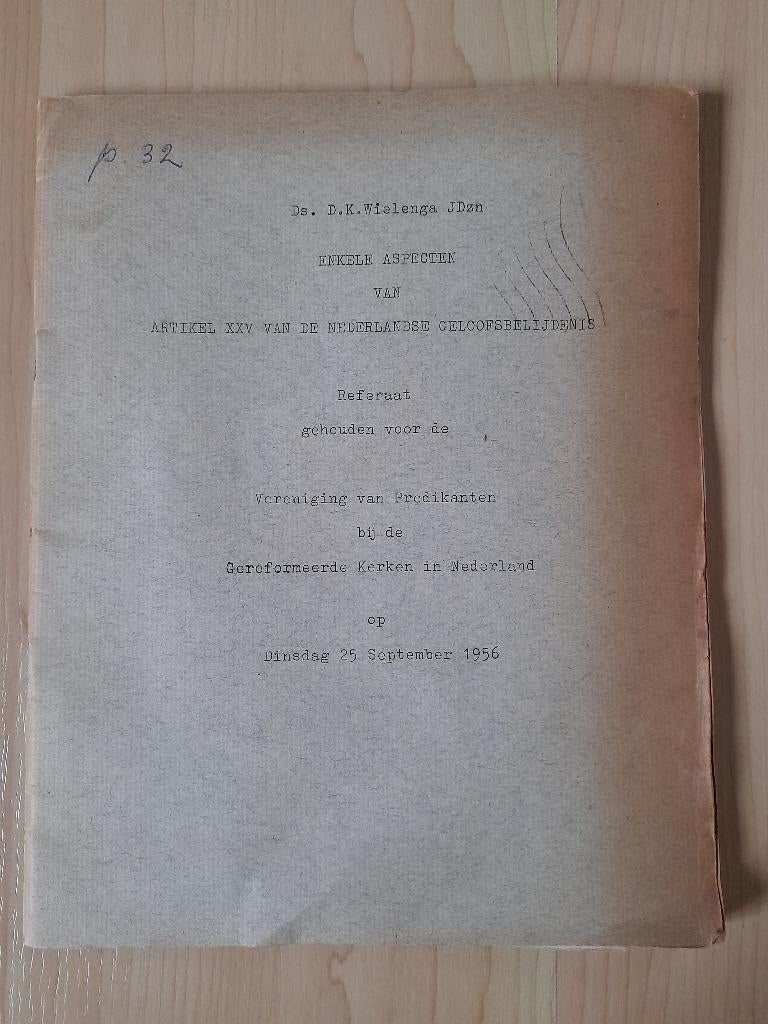 p. 32
Ds. D.K.Wielenga JDzn
ENKELE ASPECTEN
VAN
ARTIKEL XXV VAN DE NEDERLANDSE GELOOFSBELIJDENIS
Referaat
gehouden voor de
Vereniging van Predikanten
bij de
Gereformeerde Kerken in Nederland
op
Dinsdag 25 September 1956